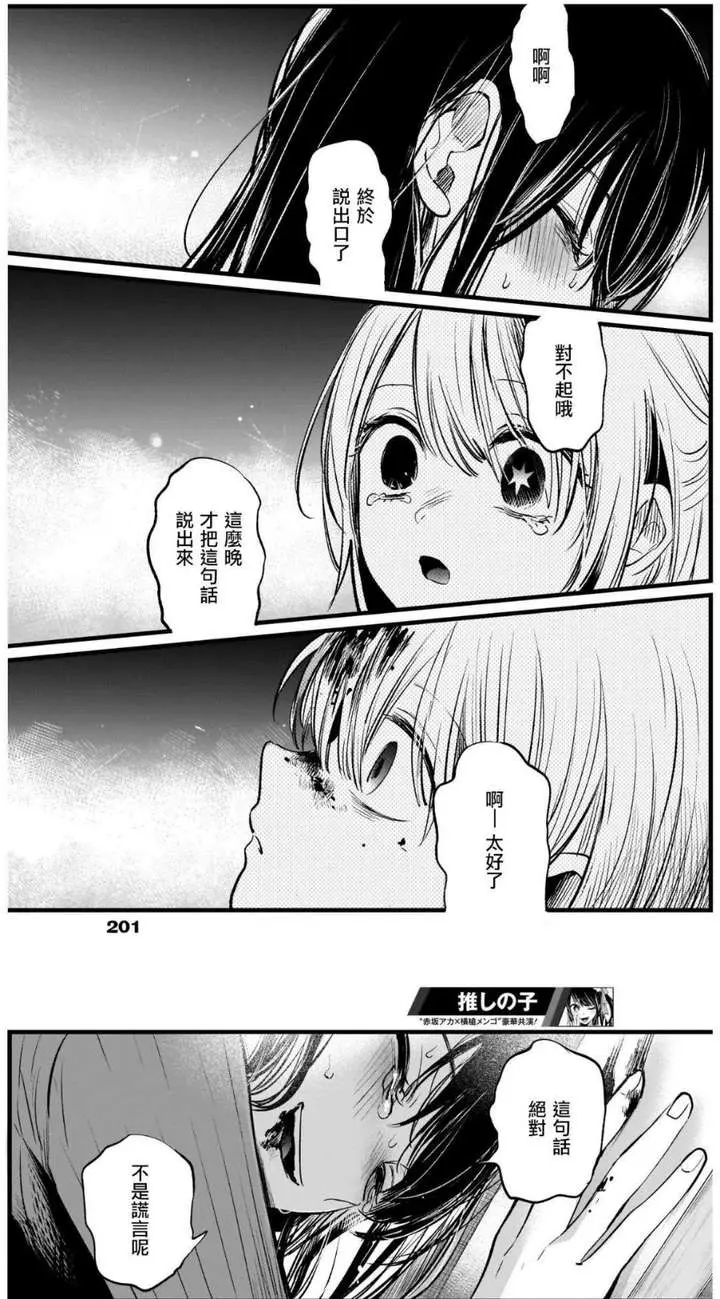 啊啊
終於
説出口了
對不起哦
這麼晚
才把這句話
説出來
啊—太好了
201
推しの子
"赤坂アカ×横槍メンゴ"豪華共演!
這句話
絕對
不是謊言呢